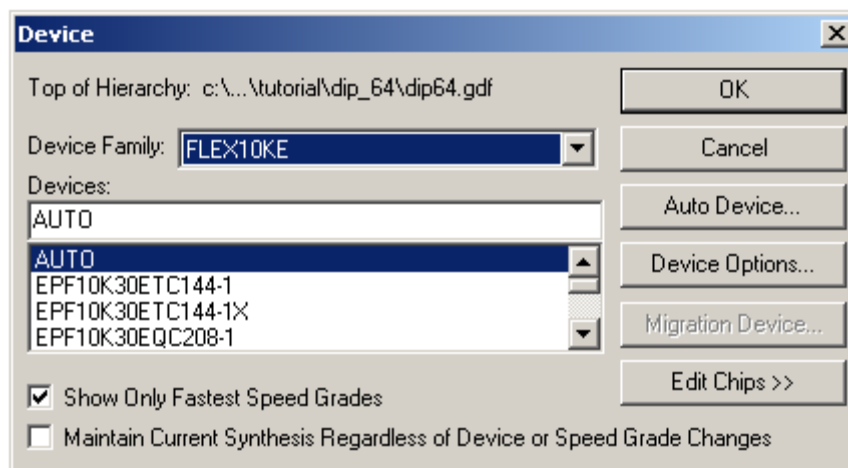 Device
Top of Hierarchy: c:\...\tutorial\dip_64\dip64.gdf
OK
Device Family: FLEX10KE
Cancel
Devices:
AUTO
Auto Device...
AUTO
EPF10K30ETC144-1
EPF10K30ETC144-1X
EPF10K30EQC208-1
Device Options...
Migration Device...
Edit Chips >>
Show Only Fastest Speed Grades
Maintain Current Synthesis Regardless of Device or Speed Grade Changes